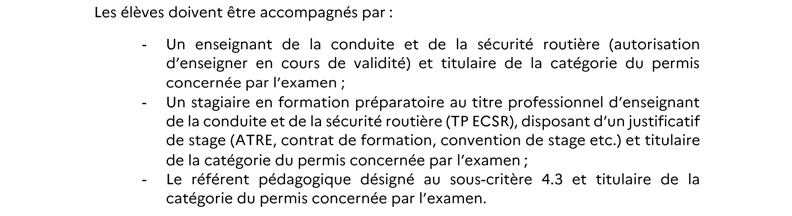 Les élèves doivent être accompagnés par :
- Un enseignant de la conduite et de la sécurité routière (autorisation
d’enseigner en cours de validité) et titulaire de la catégorie du permis
concernée par l’examen ;
- Un stagiaire en formation préparatoire au titre professionnel d’enseignant
de la conduite et de la sécurité routière (TP ECSR), disposant d’un justificatif
de stage (ATRE, contrat de formation, convention de stage etc.) et titulaire
de la catégorie du permis concernée par l’examen ;
- Le référent pédagogique désigné au sous-critère 4.3 et titulaire de la
catégorie du permis concernée par l’examen.